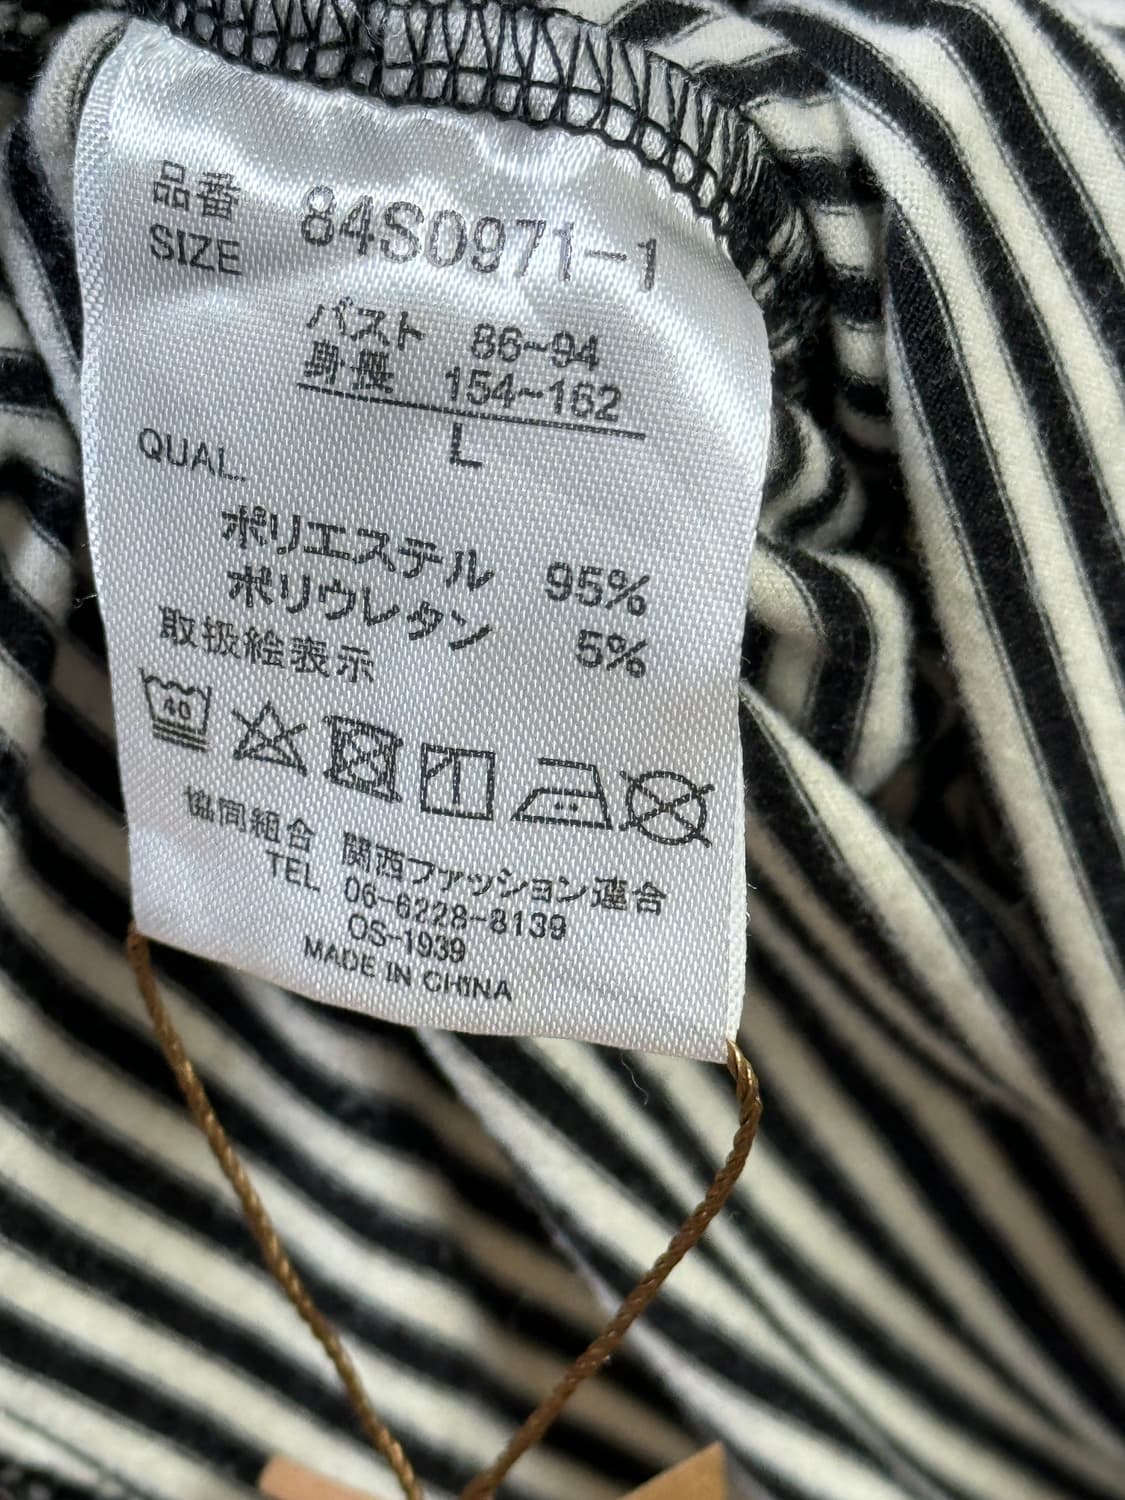 品番 84S0971-1
SIZE
バスト 86~94
身長 154~162
L
QUAL.
ポリエステル 95%
ポリウレタン 5%
取扱絵表示
40
協同組合 関西ファッション連合
TEL 06-6228-8139
OS-1939
MADE IN CHINA